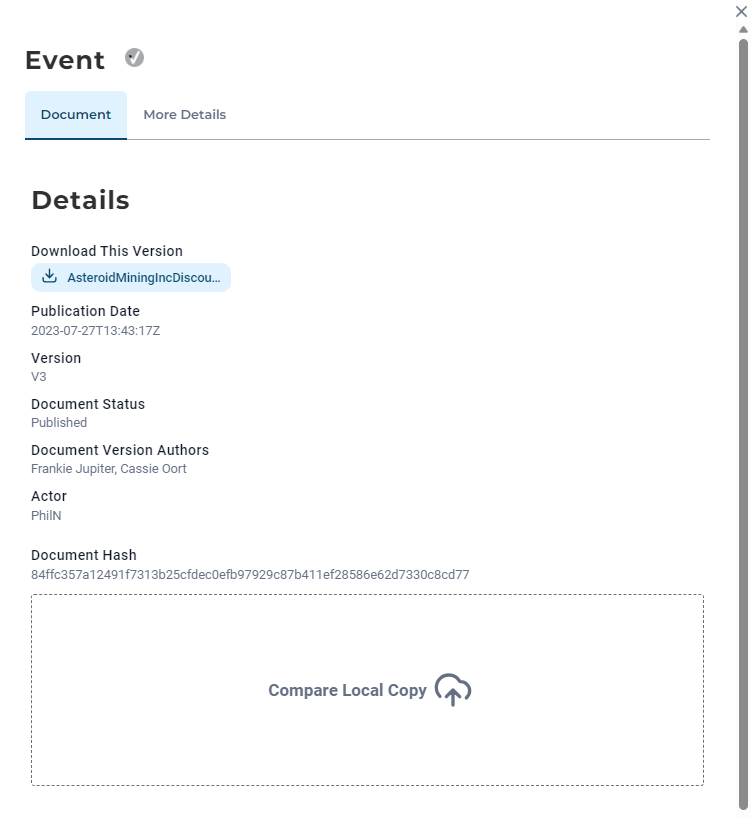 Event
Document More Details
Details
Download This Version
AsteroidMiningIncDiscou...
Publication Date
2023-07-27T13:43:17Z
Version
V3
Document Status
Published
Document Version Authors
Frankie Jupiter, Cassie Oort
Actor
PhilN
Document Hash
84ffc357a12491f7313b25cfdec0efb97929c87b411ef28586e62d7330c8cd77
Compare Local Copy